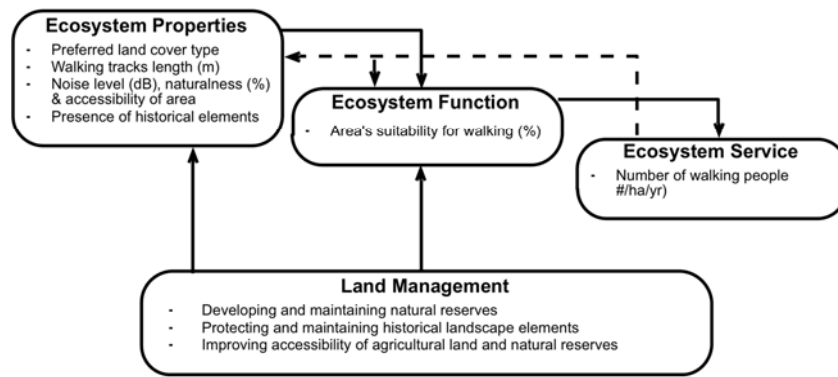 Ecosystem Properties
- Preferred land cover type
- Walking tracks length (m)
- Noise level (dB), naturalness (%)
& accessibility of area
- Presence of historical elements
Ecosystem Function
- Area's suitability for walking (%)
Ecosystem Service
- Number of walking people
#/ha/yr)
Land Management
- Developing and maintaining natural reserves
- Protecting and maintaining historical landscape elements
- Improving accessibility of agricultural land and natural reserves